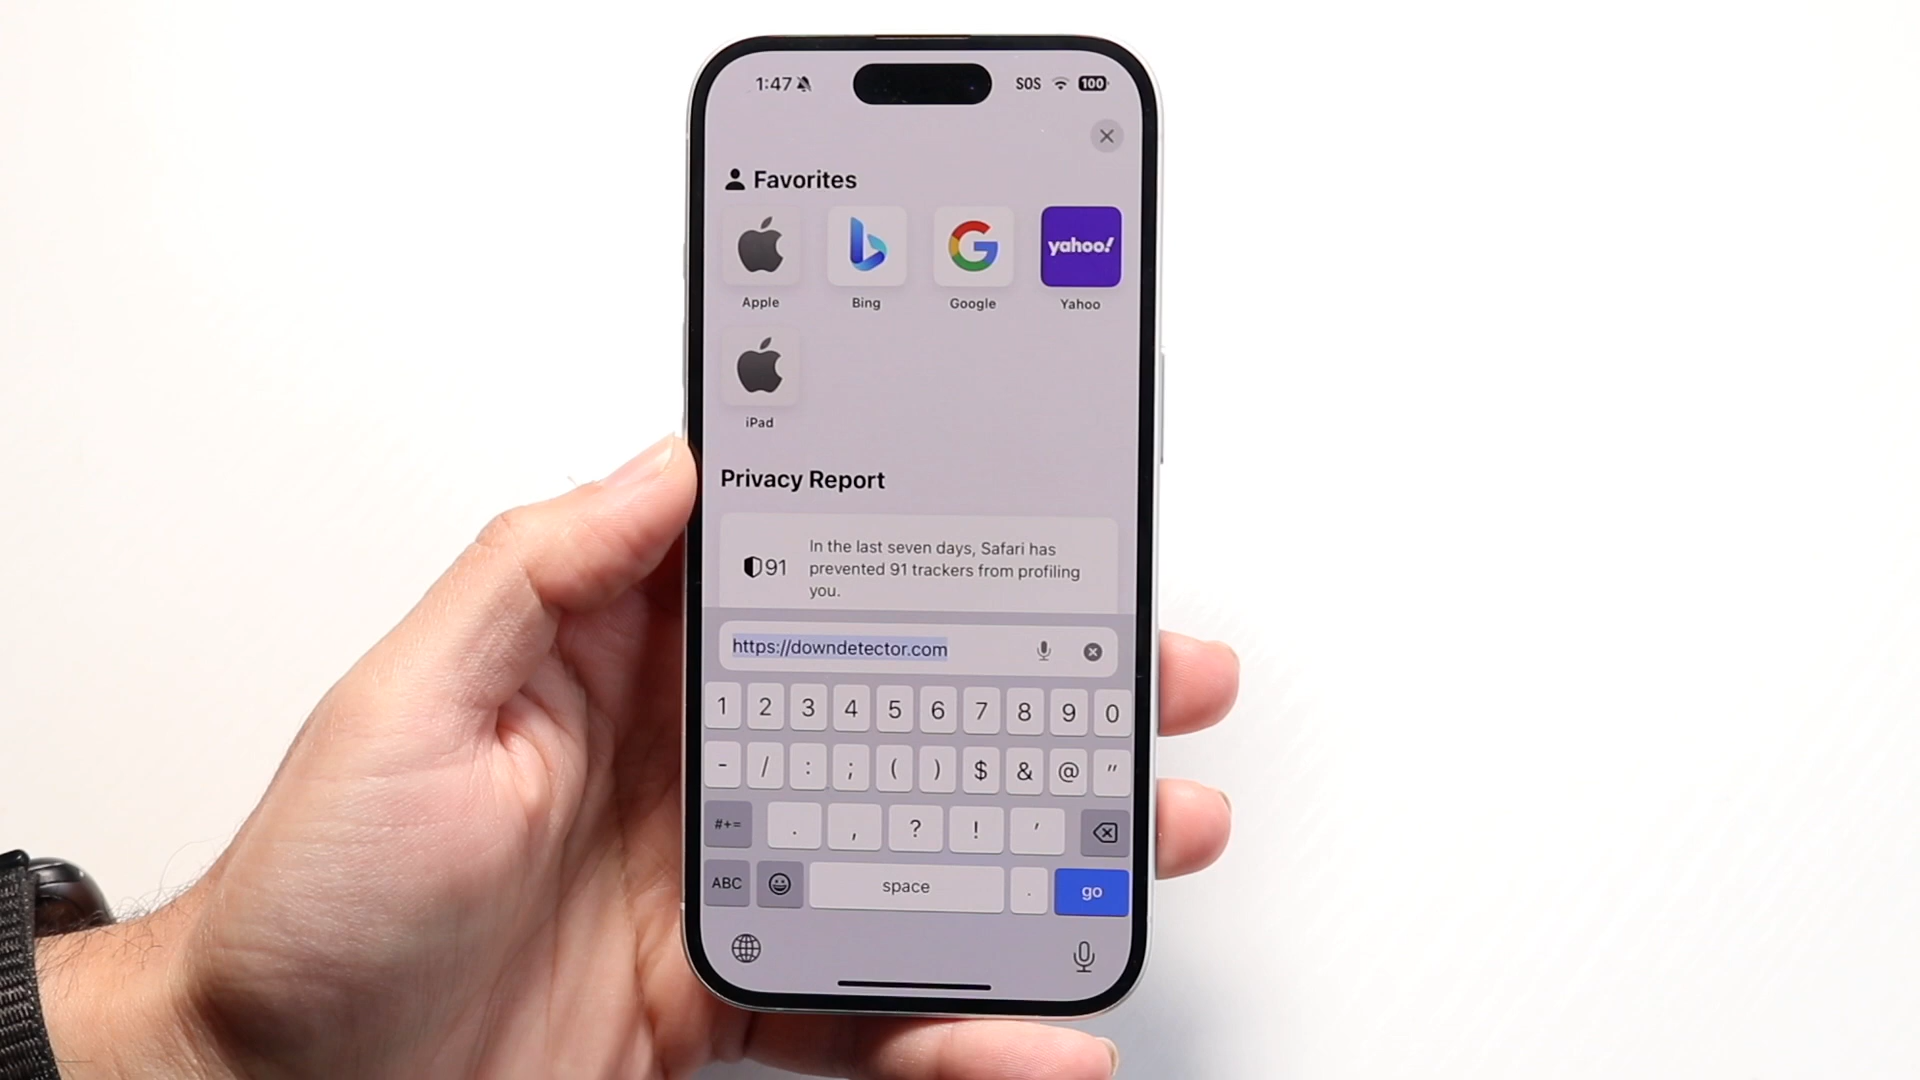 1:47
SOS
100
Favorites
yahoo!
Apple
Bing
Google
Yahoo
iPad
Privacy Report
91
In the last seven days, Safari has
prevented 91 trackers from profiling
you.
https://downdetector.com
1 2 3 4 5 6 7 8 9 0
- / : ; ( ) $ & @ "
#+= . , ? ! '
ABC space . go